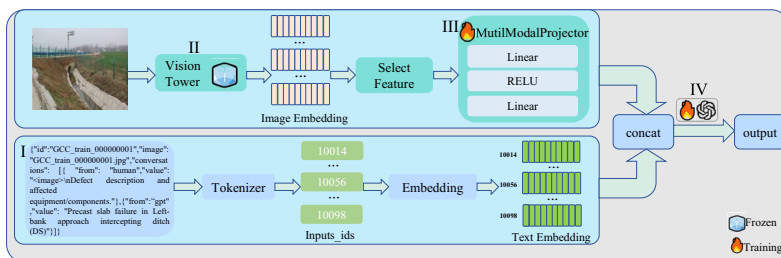 II
Vision
Tower
...
...
Image Embedding
Select
Feature
III
MutilModalProjector
Linear
RELU
Linear
I
{"id":"GCC_train_000000001","image":
"GCC_train_000000001.jpg","conversat
ions": [{ "from": "human","value":
"<image>\nDefect description and
affected
equipment/components."},{"from":"gpt"
,"value": "Precast slab failure in Left-
bank approach intercepting ditch
(DS)"}]}
Tokenizer
10014
...
10056
...
10098
Inputs_ids
Embedding
10014
...
10056
...
10098
Text Embedding
concat
IV
output
Frozen
Training